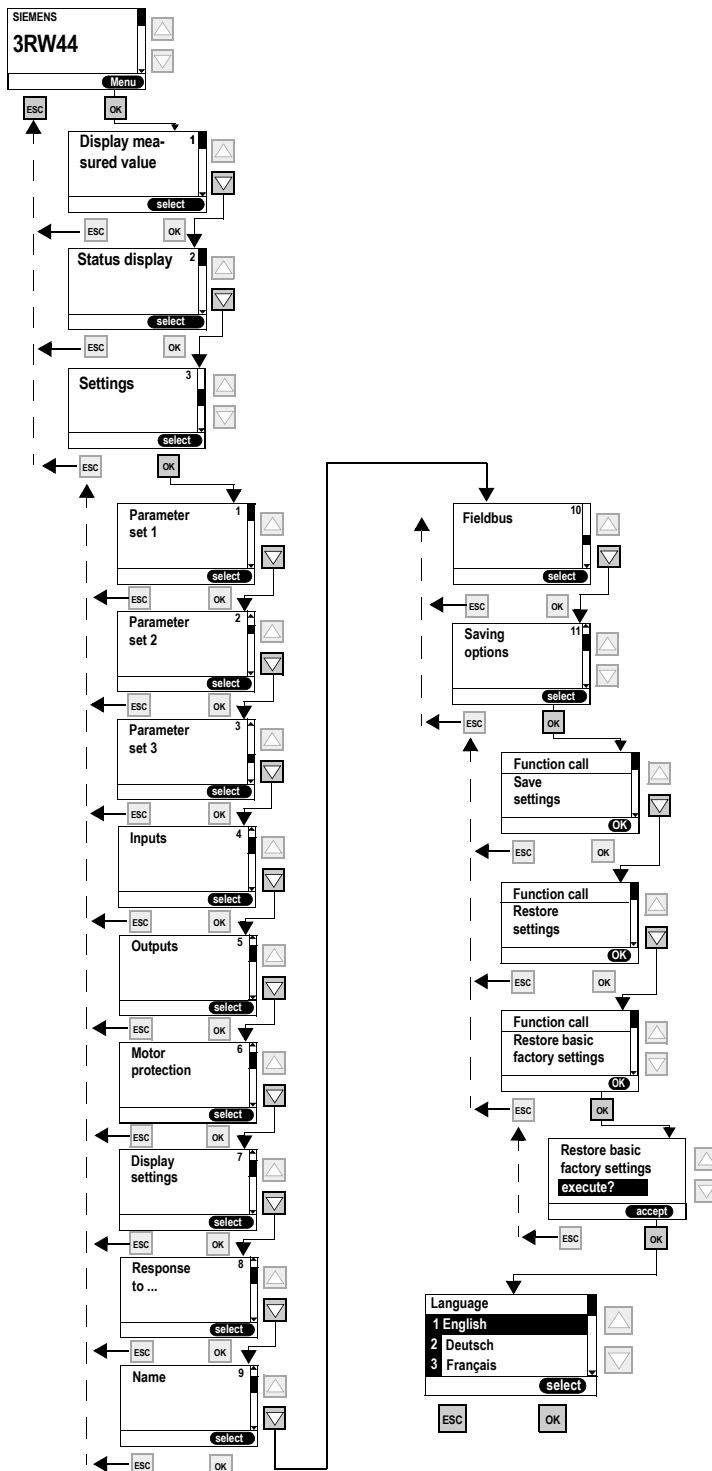 SIEMENS
3RW44
Menu
ESC
OK
Display mea-
sured value
1
select
ESC
OK
Status display
2
select
ESC
OK
Settings
3
select
ESC
OK
Parameter
set 1
1
select
ESC
OK
Parameter
set 2
2
select
ESC
OK
Parameter
set 3
3
select
ESC
OK
Inputs
4
select
ESC
OK
Outputs
5
select
ESC
OK
Motor
protection
6
select
ESC
OK
Display
settings
7
select
ESC
OK
Response
to ...
8
select
ESC
OK
Name
9
select
ESC
OK
Fieldbus
10
select
ESC
OK
Saving
options
11
select
ESC
OK
Function call
Save
settings
OK
ESC
OK
Function call
Restore
settings
OK
ESC
OK
Function call
Restore basic
factory settings
OK
ESC
OK
Restore basic
factory settings
execute?
accept
ESC
OK
Language
1 English
2 Deutsch
3 Français
select
ESC
OK